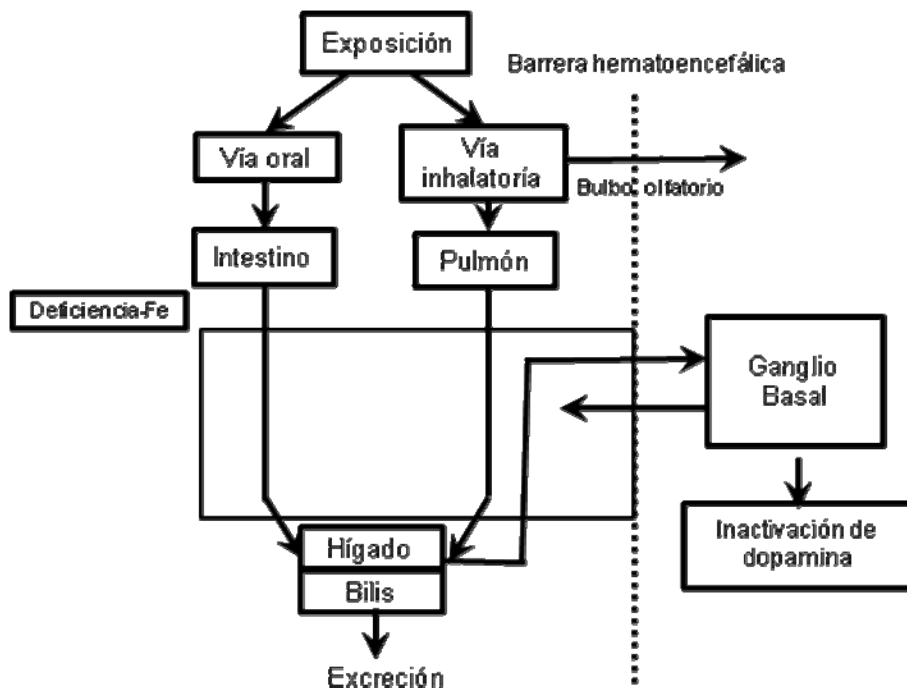 Exposición
Barrera hematoencefálica
Vía oral
Vía
inhalatoría
Bulbo olfatorio
Intestino
Pulmón
Deficiencia-Fe
Ganglio
Basal
Hígado
Bilis
Inactivación de
dopamina
Excreción